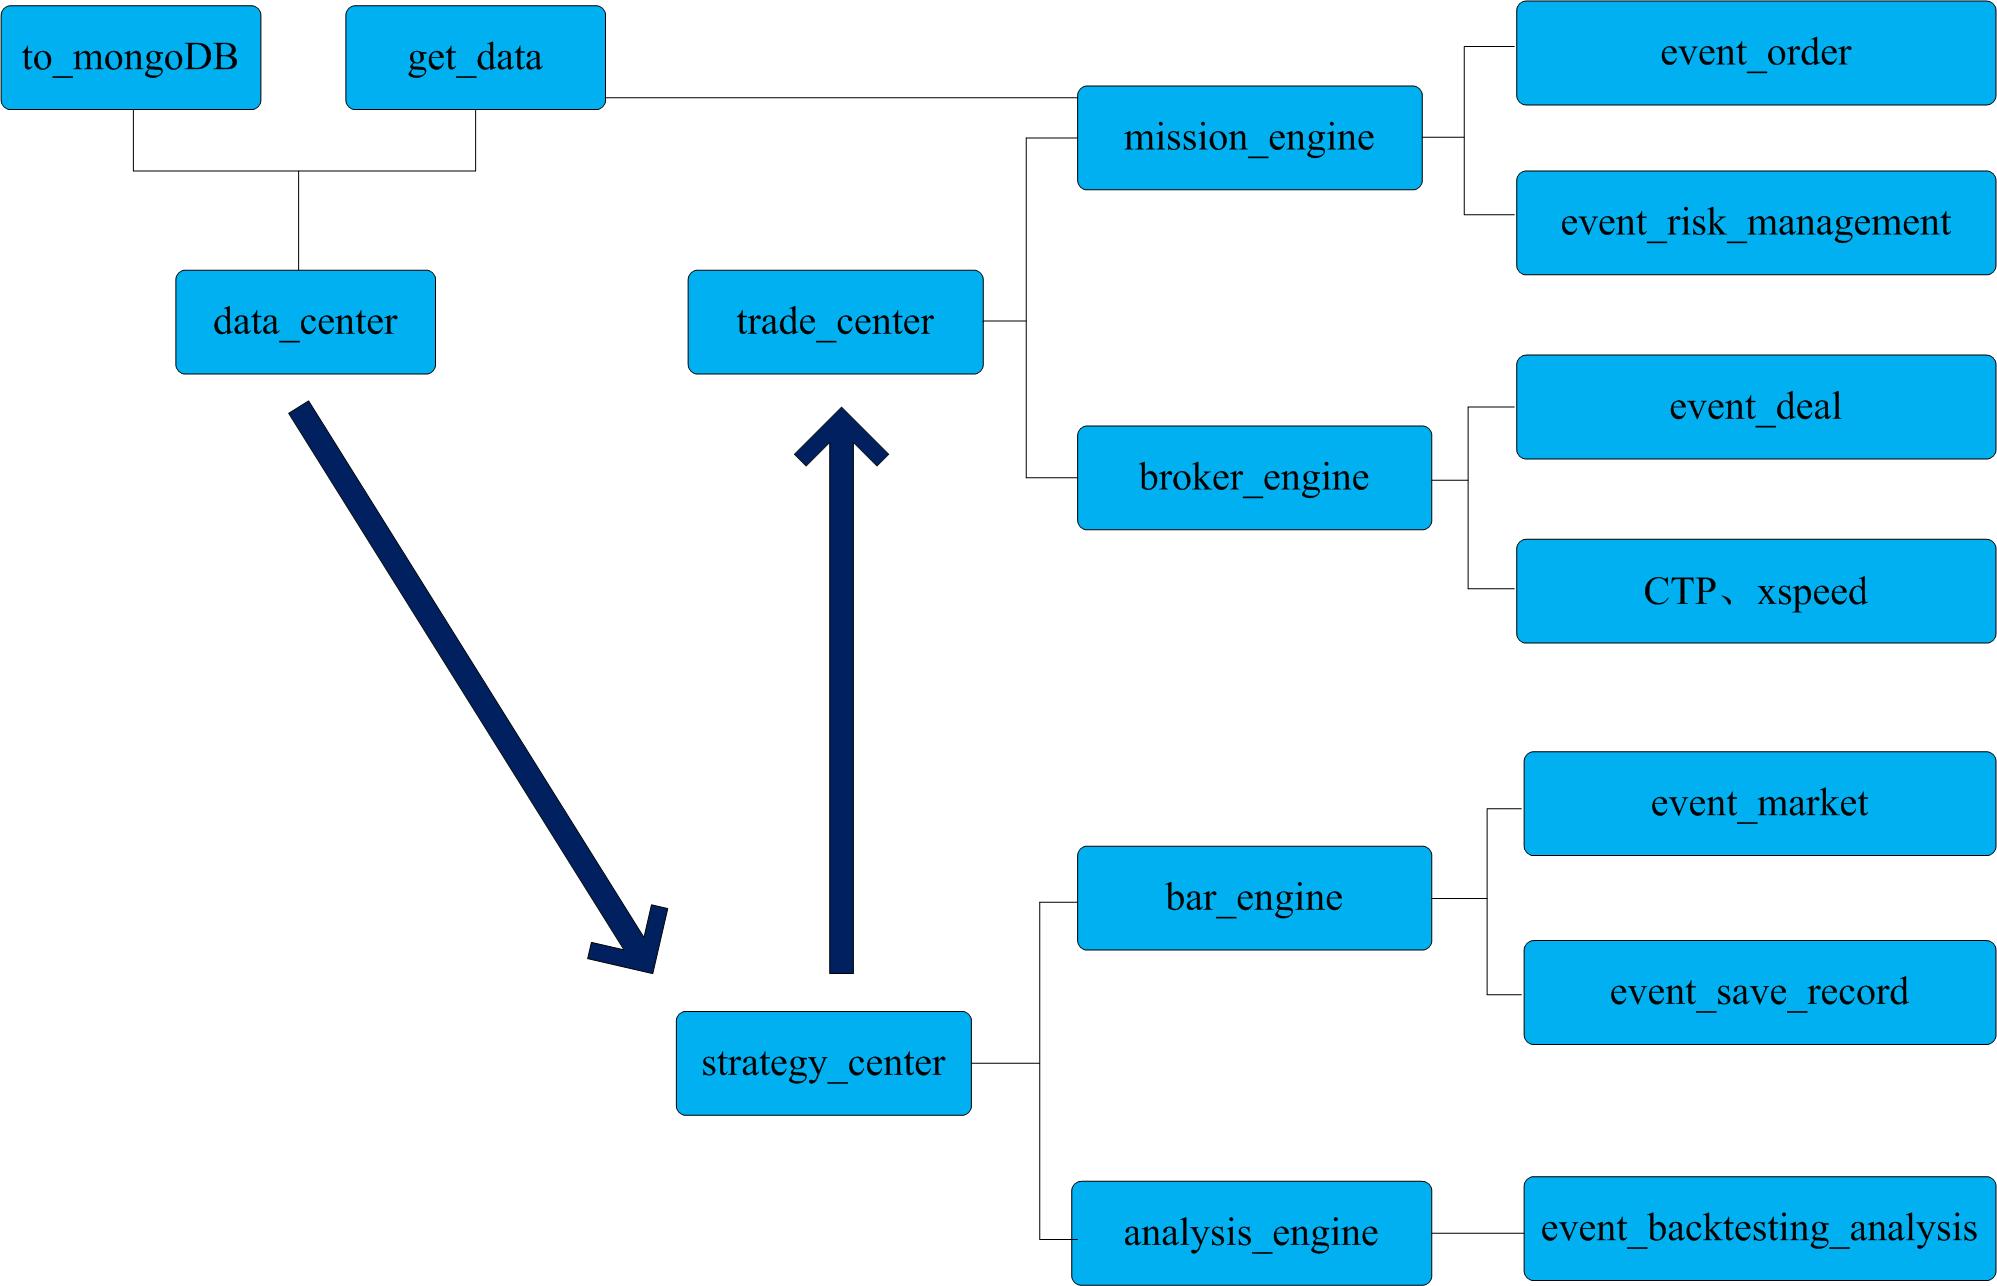 to_mongoDB
get_data
event_order
mission_engine
event_risk_management
data_center
trade_center
event_deal
broker_engine
CTP、xspeed
event_market
bar_engine
event_save_record
strategy_center
analysis_engine
event_backtesting_analysis